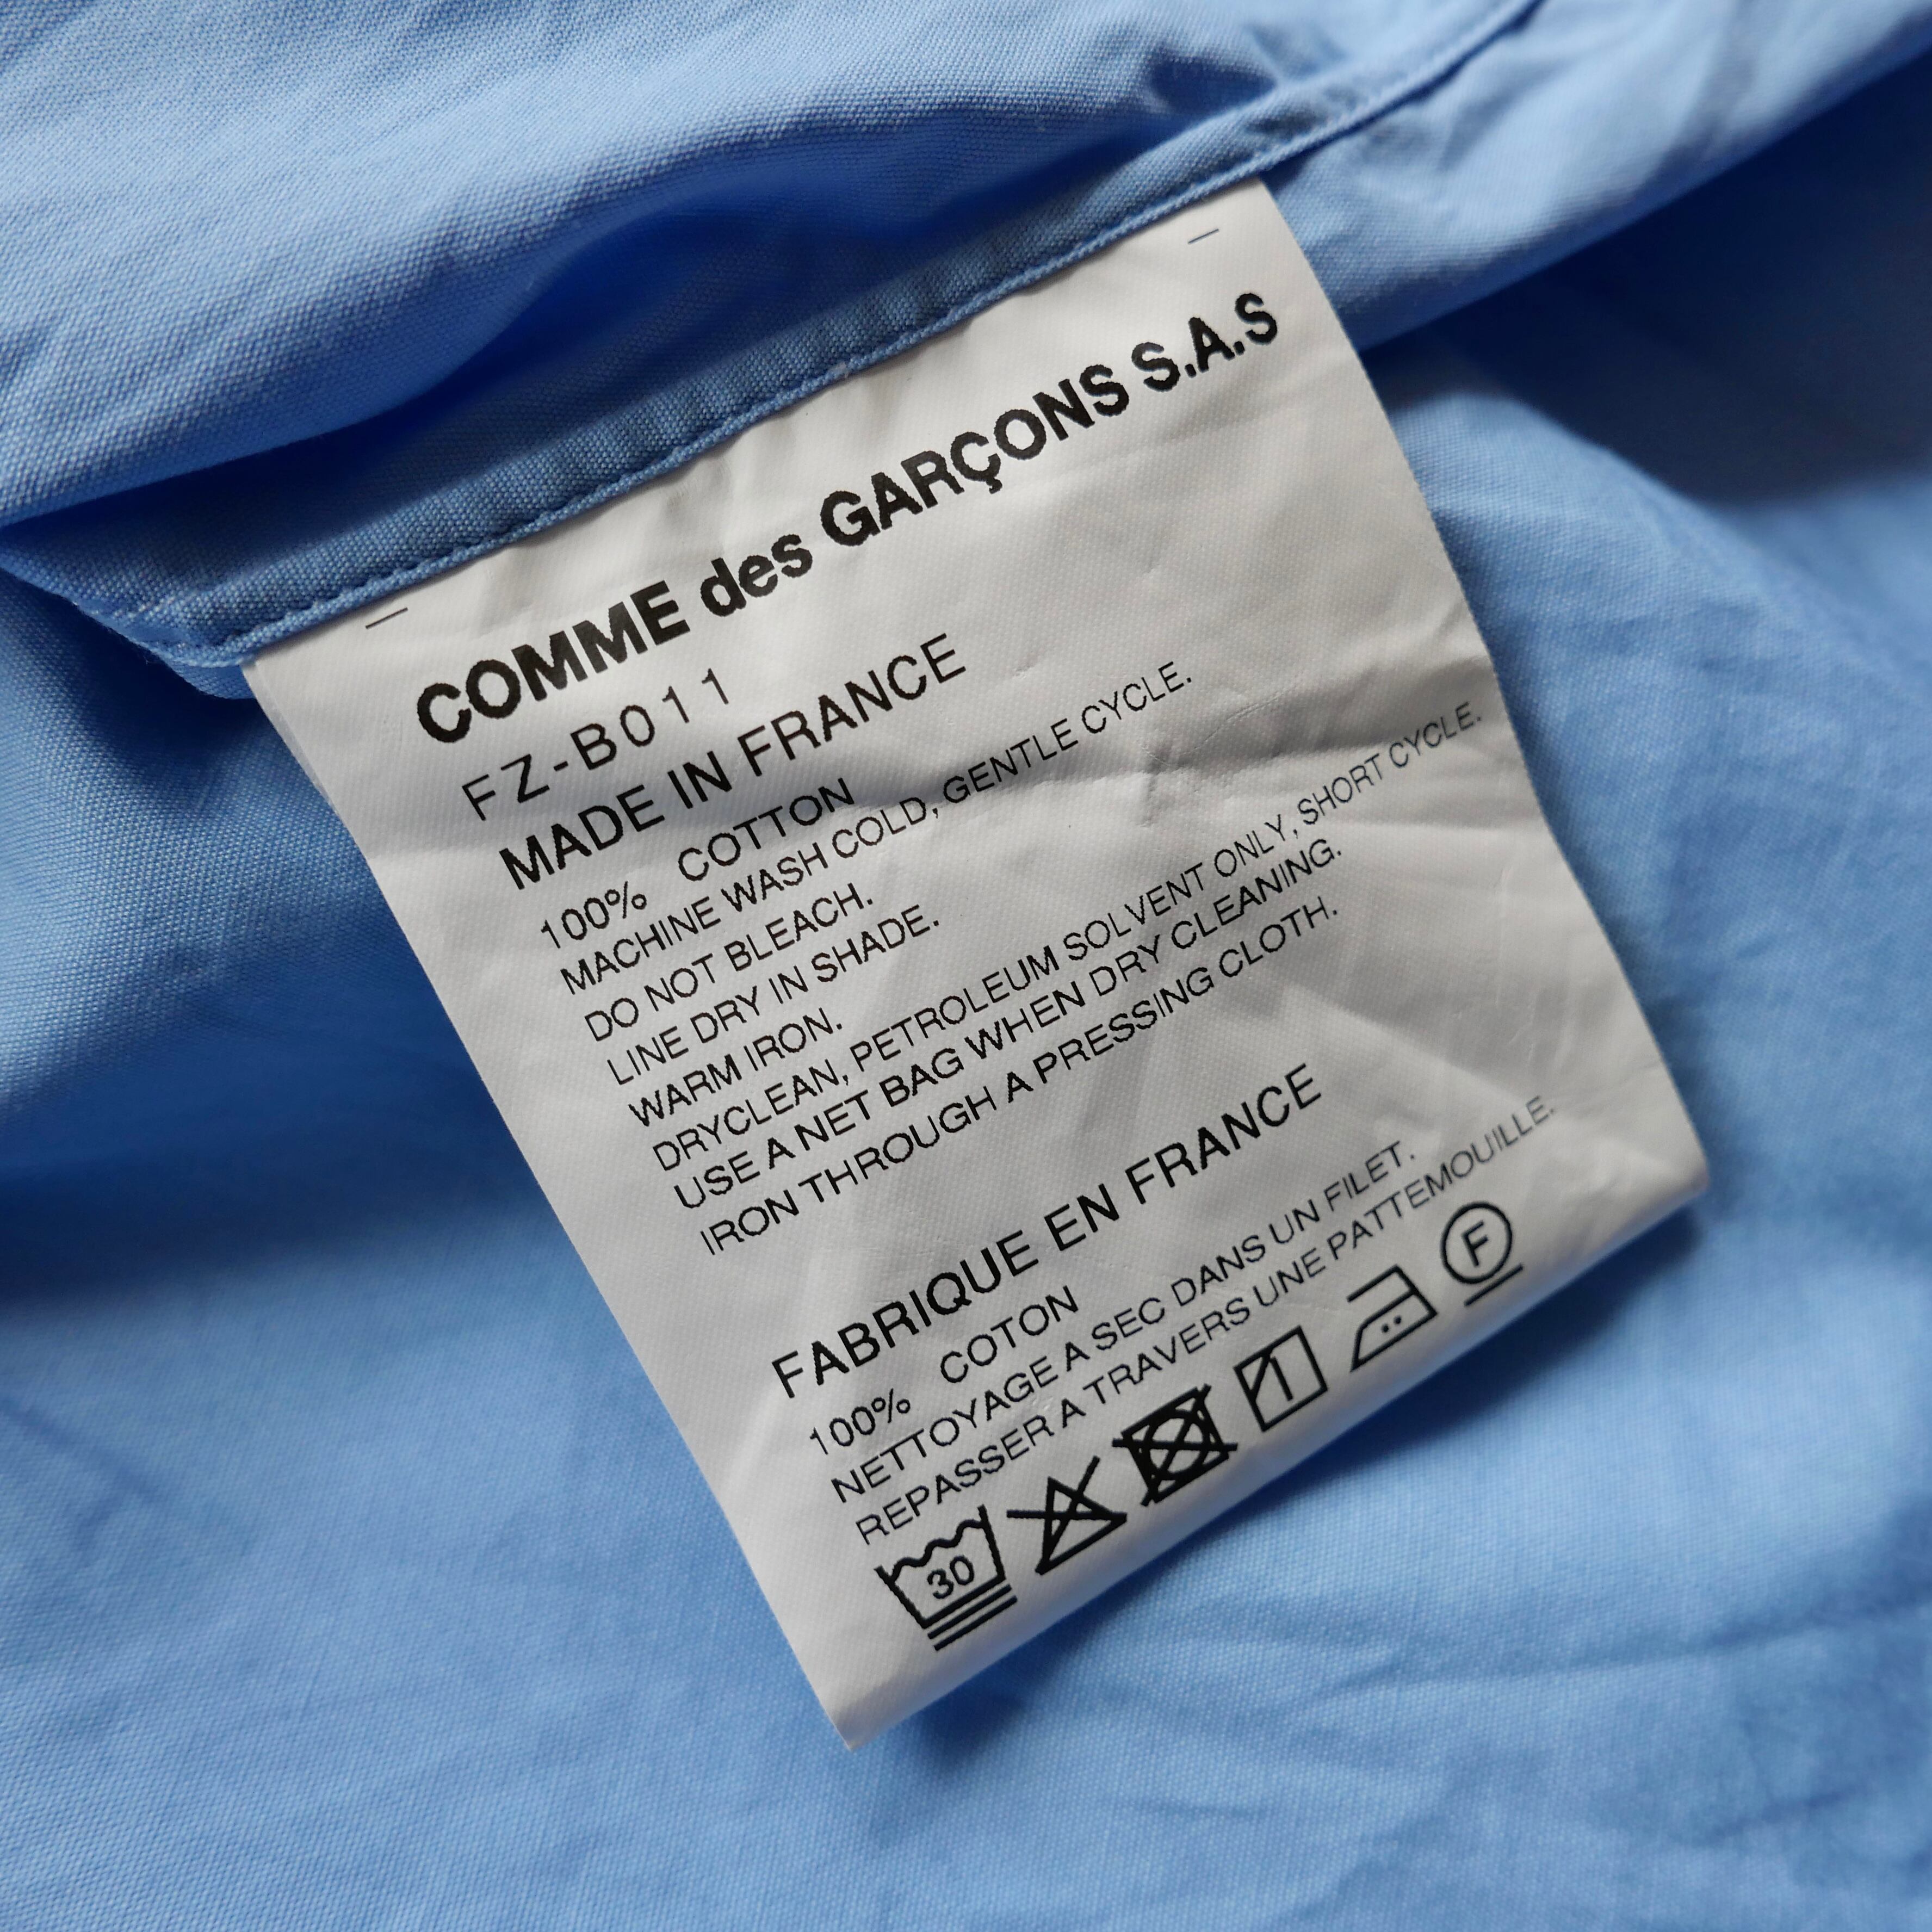 COMME des GARÇONS S.A.S
FZ-B011
MADE IN FRANCE
100% COTTON
MACHINE WASH COLD, GENTLE CYCLE.
DO NOT BLEACH.
LINE DRY IN SHADE.
WARM IRON.
DRYCLEAN, PETROLEUM SOLVENT ONLY, SHORT CYCLE.
USE A NET BAG WHEN DRY CLEANING.
IRON THROUGH A PRESSING CLOTH.
FABRIQUE EN FRANCE
100% COTON
NETTOYAGE A SEC DANS UN FILET.
REPASSER A TRAVERS UNE PATTEMOUILLE.
30 F